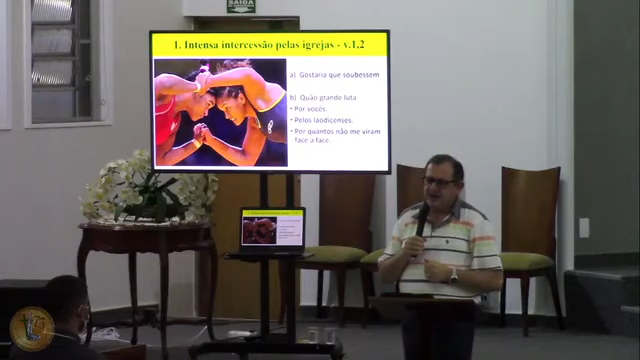 SAÍDA
1. Intensa intercessão pelas igrejas - v.1.2
a) Gostaria que soubessem
b) Quão grande luta
• Por vocês.
• Pelos laodicenses.
• Por quantos não me viram
face a face.